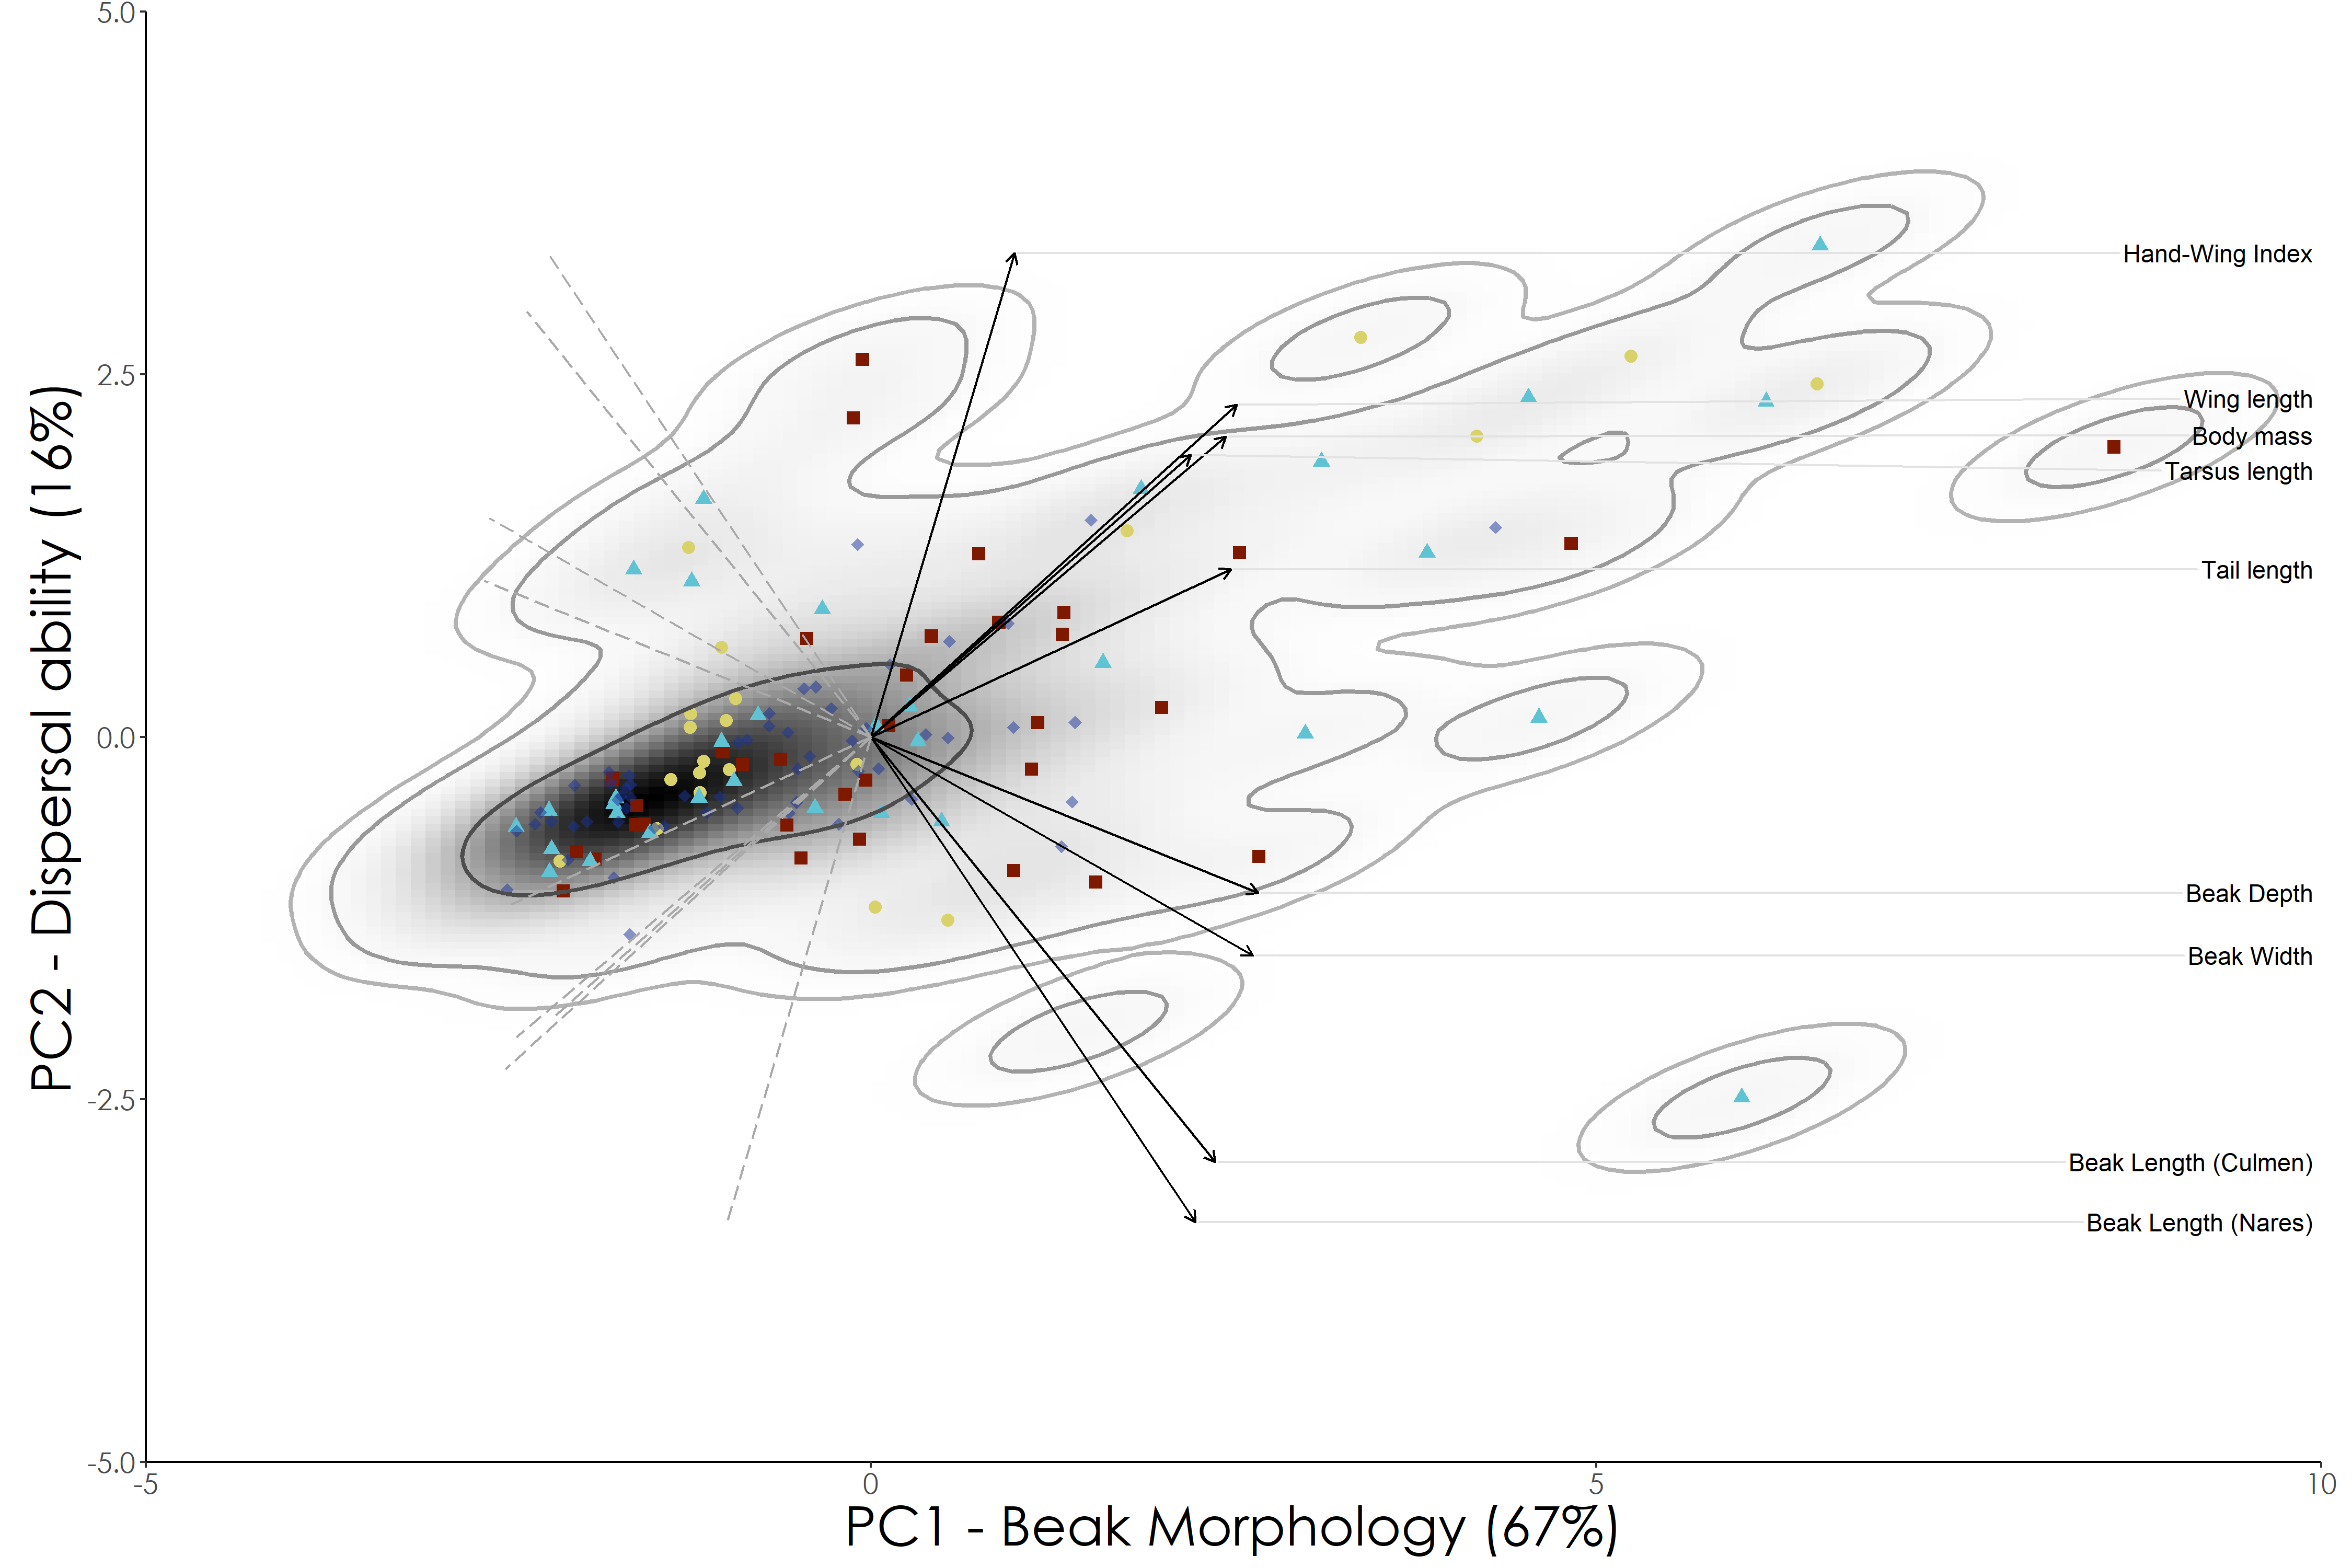 5.0
Hand-Wing Index
2.5
Wing length
Body mass
Tarsus length
Tail length
0.0
Beak Depth
Beak Width
-2.5
Beak Length (Culmen)
Beak Length (Nares)
-5.0
-5
0
5
10
PC1 - Beak Morphology (67%)
PC2 - Dispersal ability (16%)